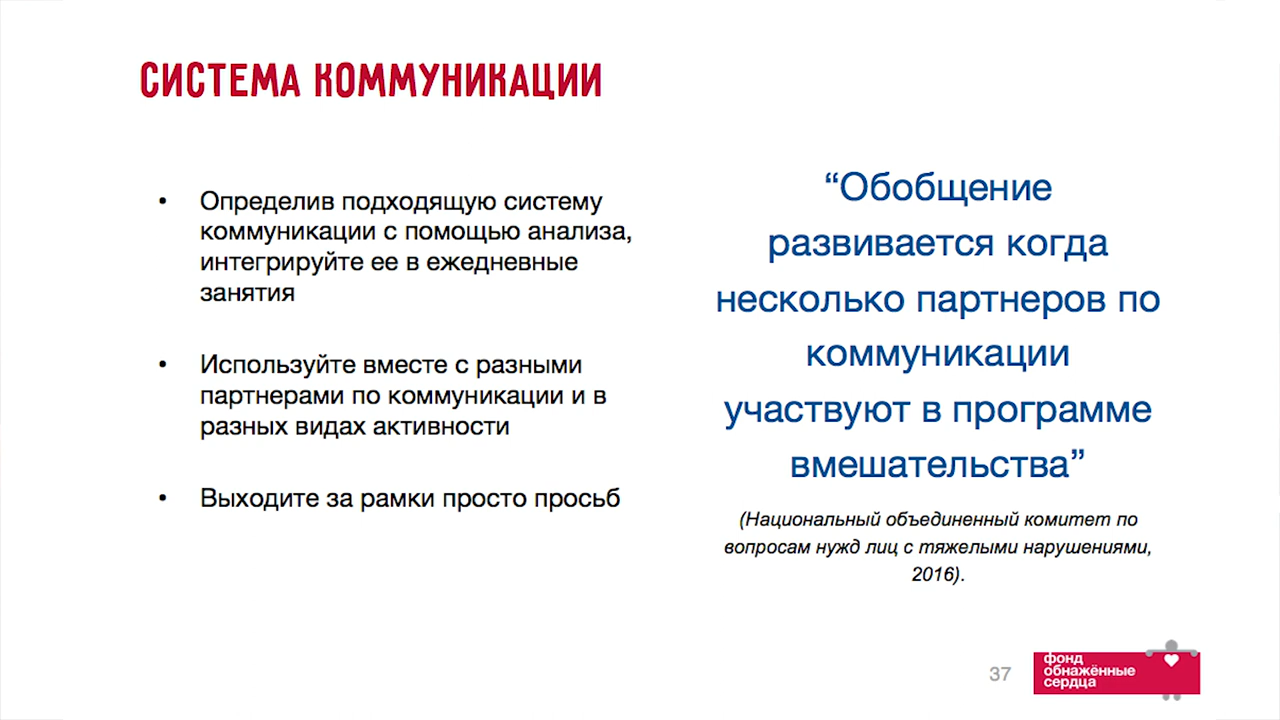 СИСТЕМА КОММУНИКАЦИИ
• Определив подходящую систему
коммуникации с помощью анализа,
интегрируйте ее в ежедневные
занятия
• Используйте вместе с разными
партнерами по коммуникации и в
разных видах активности
• Выходите за рамки просто просьб
“Обобщение
развивается когда
несколько партнеров по
коммуникации
участвуют в программе
вмешательства”
(Национальный объединенный комитет по
вопросам нужд лиц с тяжелыми нарушениями,
2016).
37
фонд
обнажённые
сердца